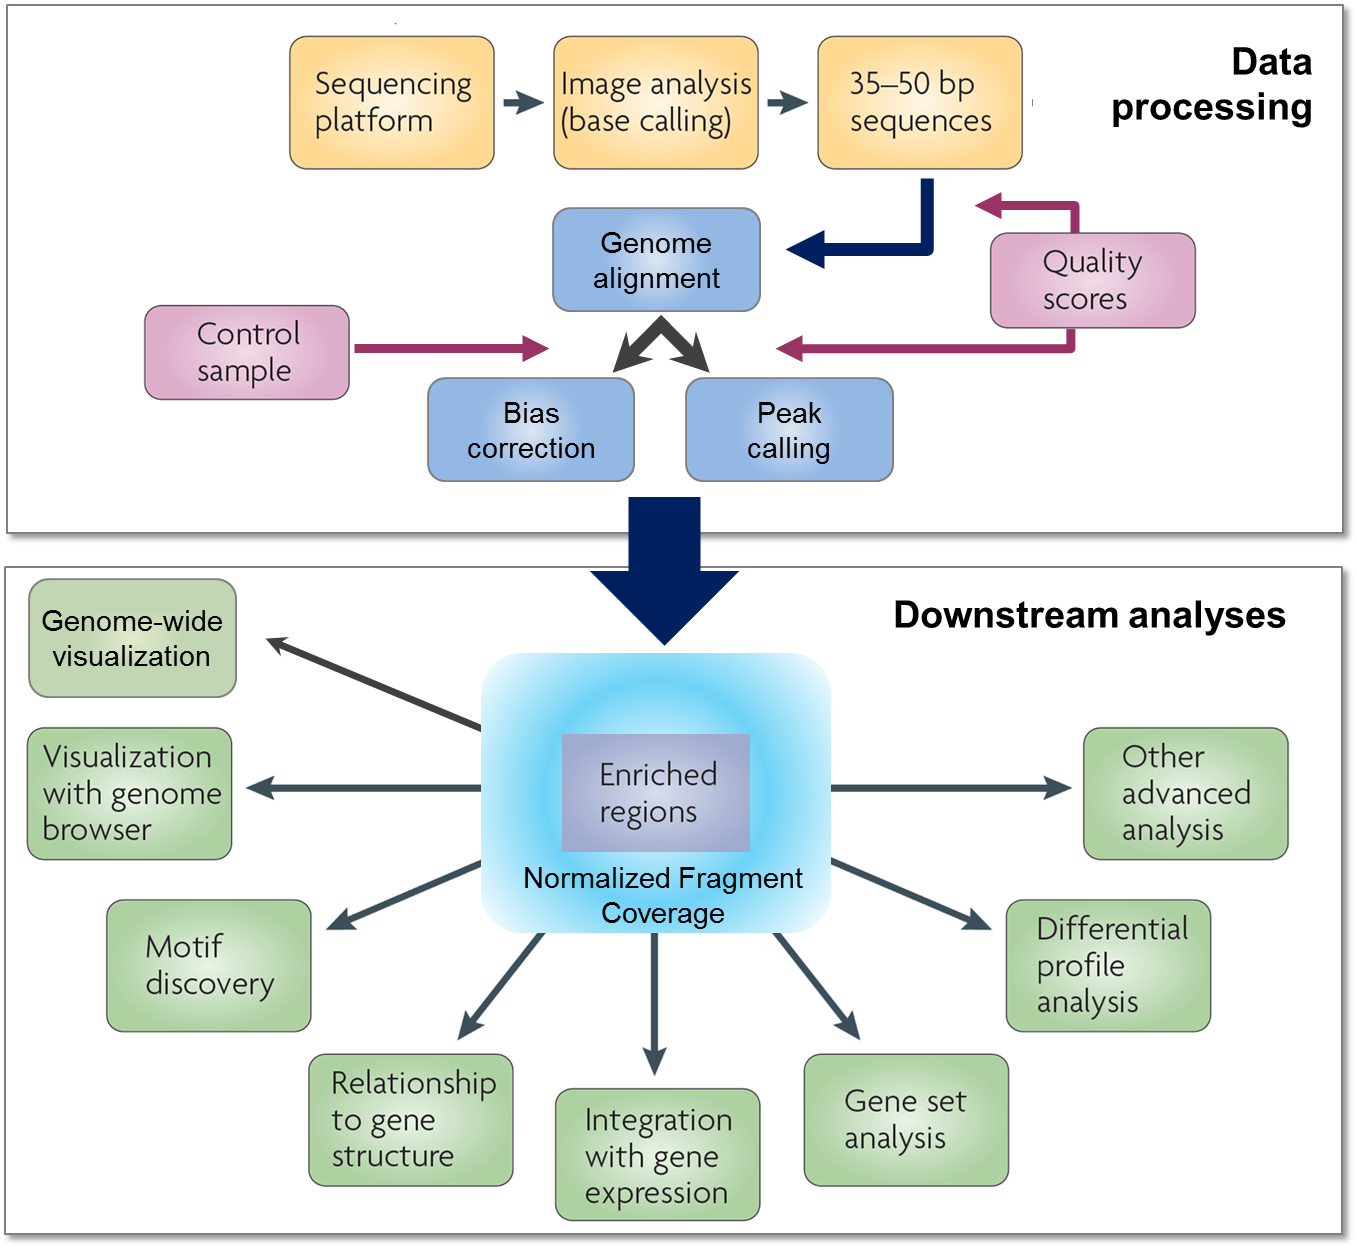 Data
processing
Sequencing
platform
Image analysis
(base calling)
35–50 bp
sequences
Genome
alignment
Quality
scores
Control
sample
Bias
correction
Peak
calling
Downstream analyses
Genome-wide
visualization
Visualization
with genome
browser
Enriched
regions
Normalized Fragment
Coverage
Other
advanced
analysis
Motif
discovery
Differential
profile
analysis
Relationship
to gene
structure
Integration
with gene
expression
Gene set
analysis